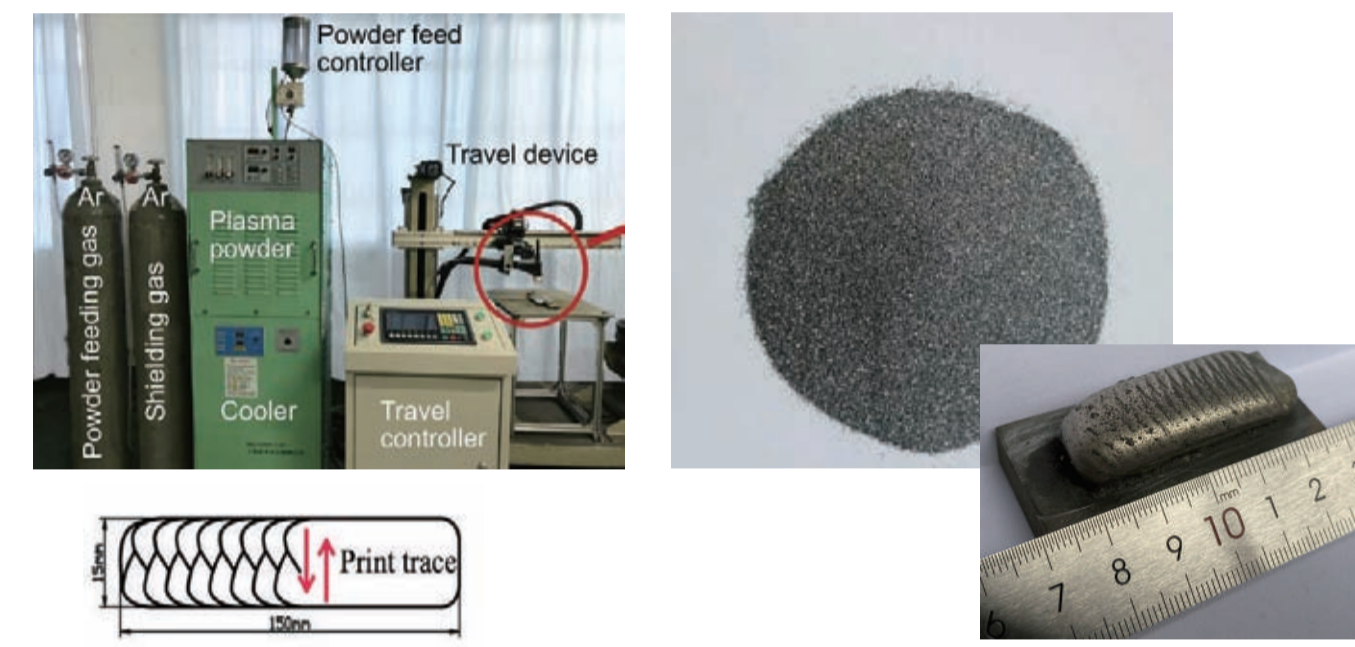 Powder feed
controller
Travel device
Ar
Ar
Plasma
powder
Powder feeding gas
Shielding gas
Cooler
Travel
controller
15mm
Print trace
150mm
mm
6 7 8 9 10 1 2